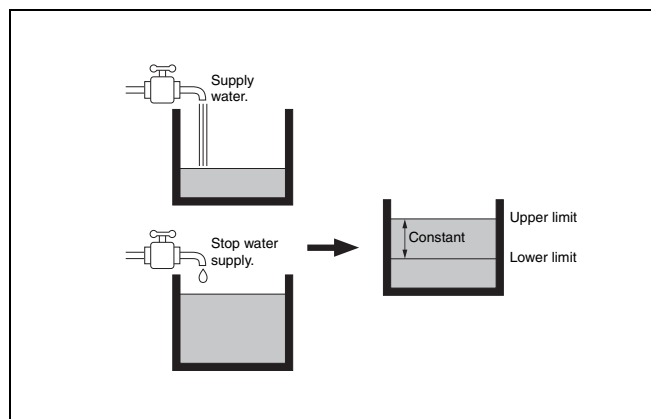 Supply
water.
Stop water
supply.
Upper limit
Constant
Lower limit